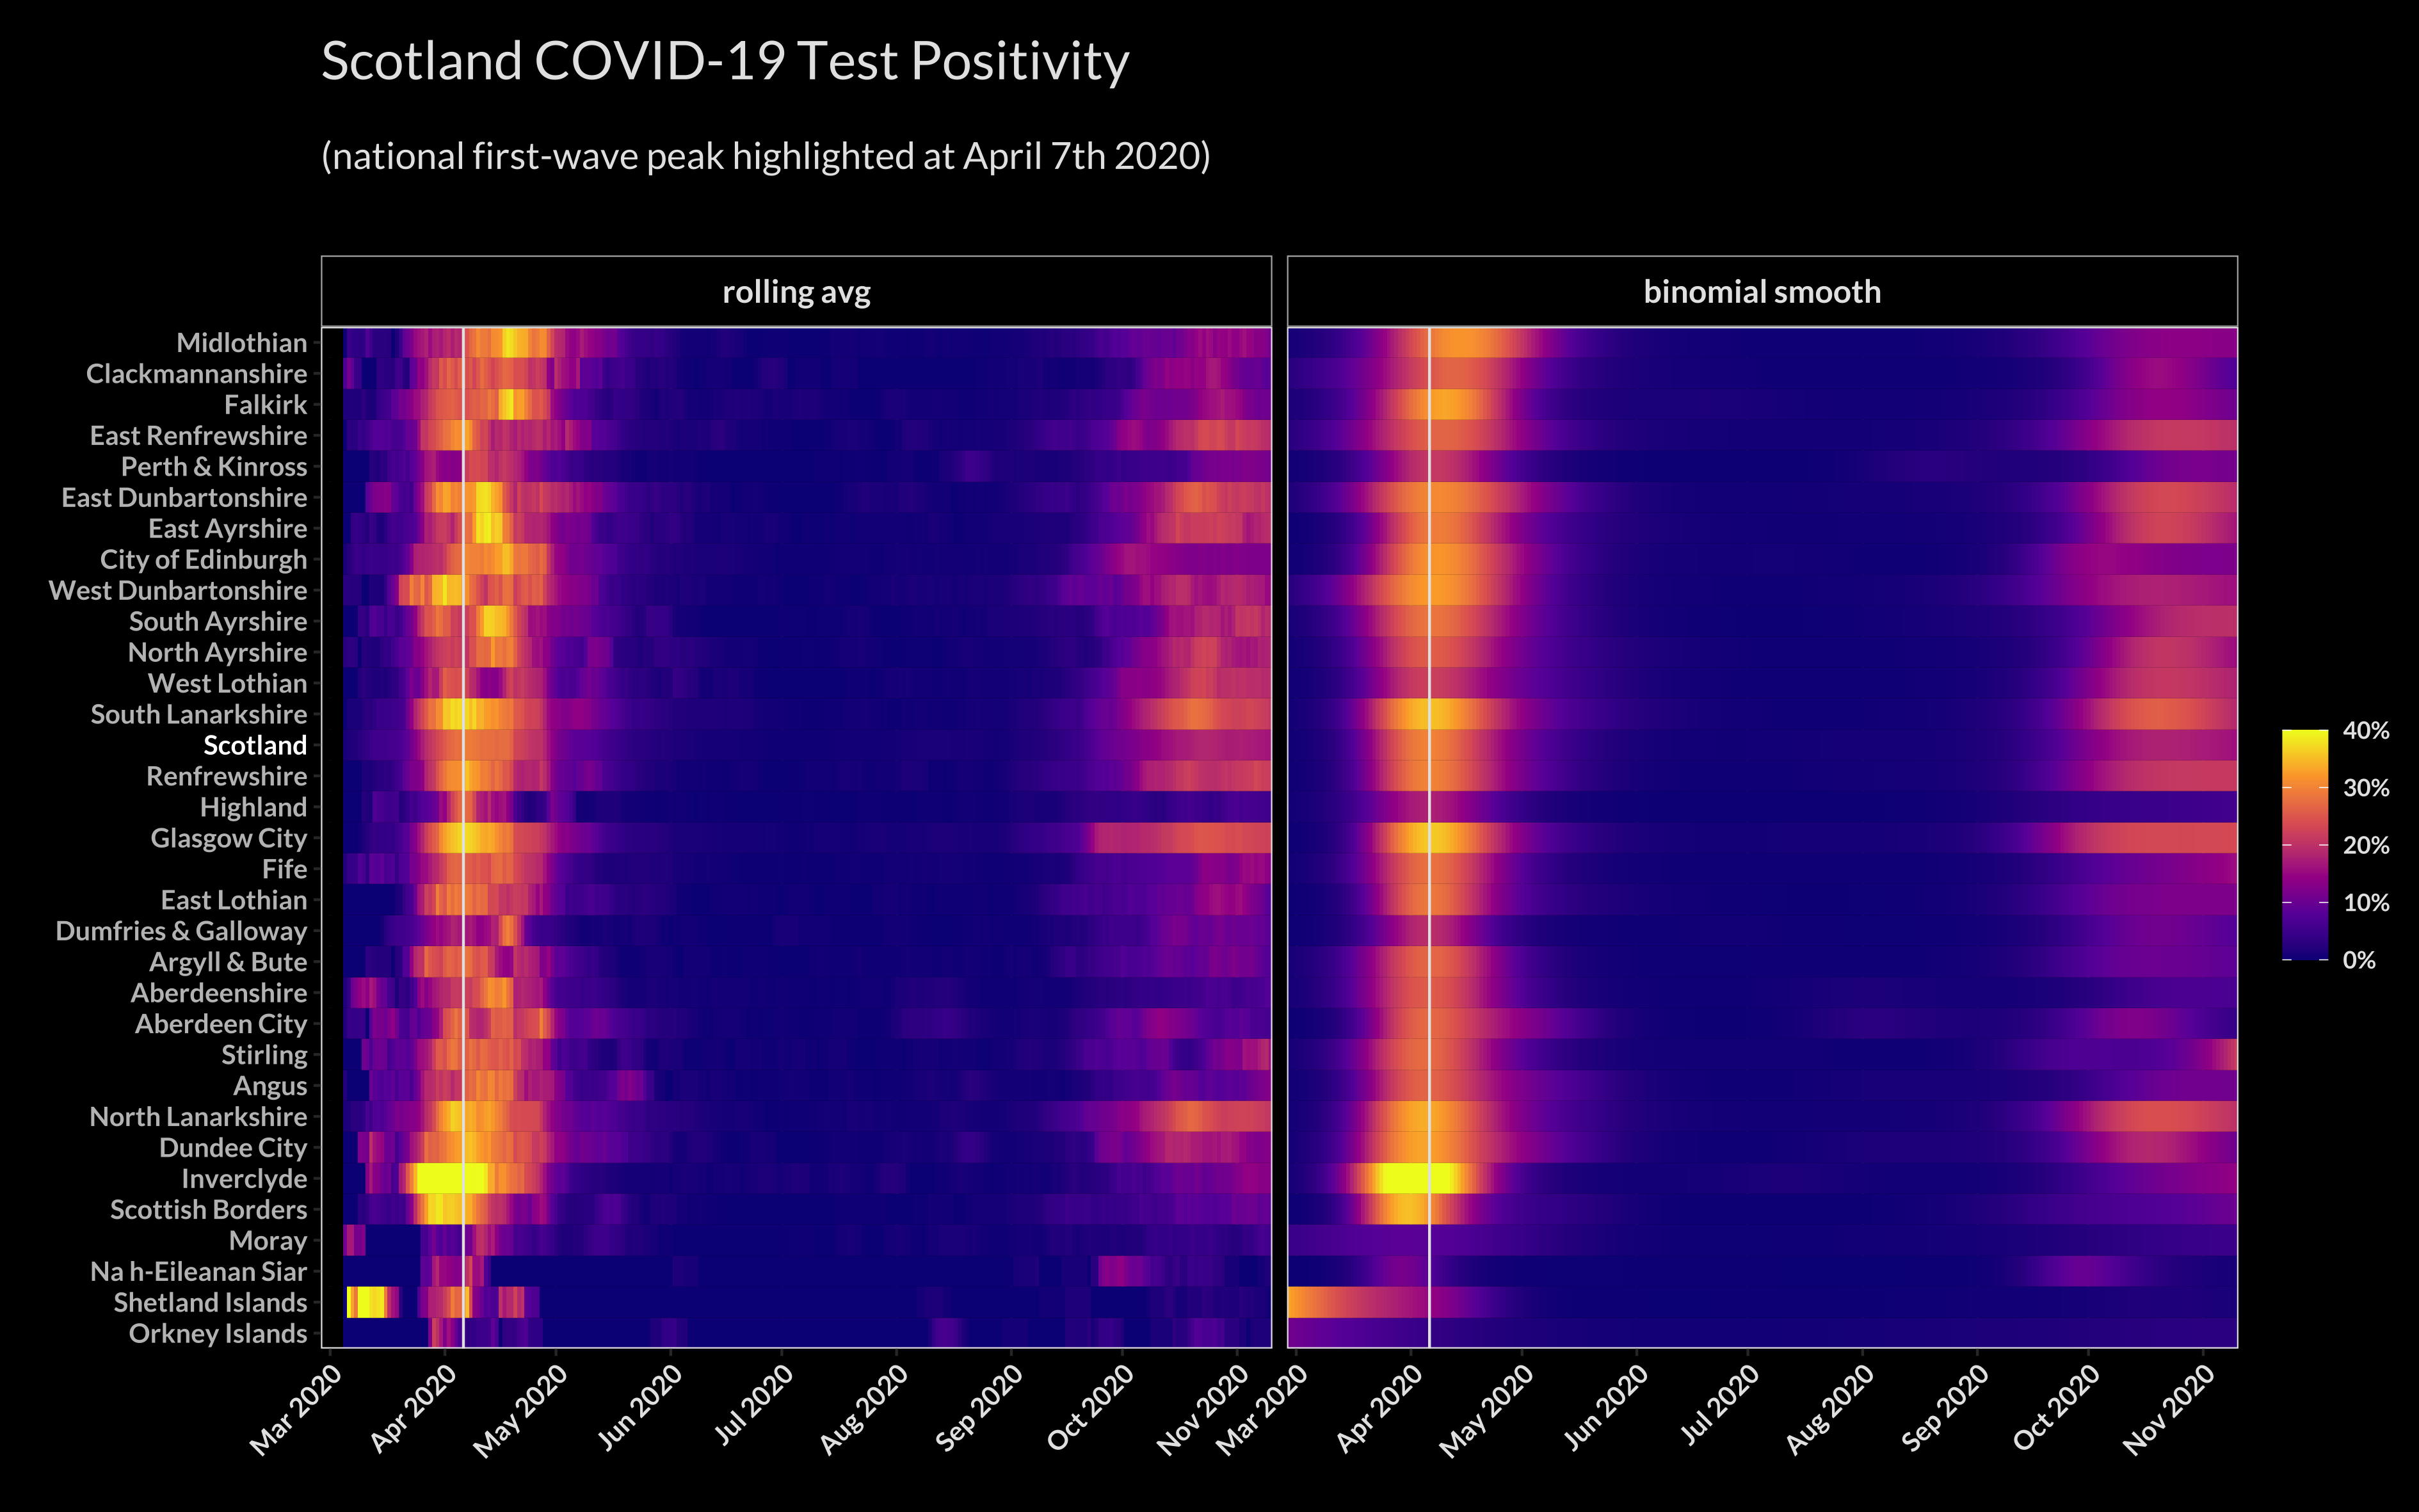 Scotland COVID-19 Test Positivity
(national first-wave peak highlighted at April 7th 2020)
rolling avg
binomial smooth
Midlothian
Clackmannanshire
Falkirk
East Renfrewshire
Perth & Kinross
East Dunbartonshire
East Ayrshire
City of Edinburgh
West Dunbartonshire
South Ayrshire
North Ayrshire
West Lothian
South Lanarkshire
Scotland
Renfrewshire
Highland
Glasgow City
Fife
East Lothian
Dumfries & Galloway
Argyll & Bute
Aberdeenshire
Aberdeen City
Stirling
Angus
North Lanarkshire
Dundee City
Inverclyde
Scottish Borders
Moray
Na h-Eileanan Siar
Shetland Islands
Orkney Islands
Mar 2020
Apr 2020
May 2020
Jun 2020
Jul 2020
Aug 2020
Sep 2020
Oct 2020
Nov 2020
Mar 2020
Apr 2020
May 2020
Jun 2020
Jul 2020
Aug 2020
Sep 2020
Oct 2020
Nov 2020
40%
30%
20%
10%
0%